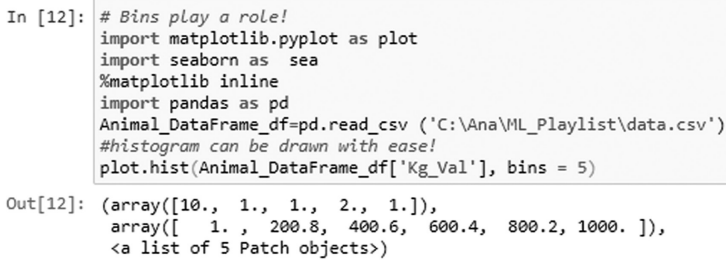 In [12]: # Bins play a role!
import matplotlib.pyplot as plot
import seaborn as  sea
%matplotlib inline
import pandas as pd
Animal_DataFrame_df=pd.read_csv ('C:\Ana\ML_Playlist\data.csv')
#histogram can be drawn with ease!
plot.hist(Animal_DataFrame_df['Kg_Val'], bins = 5)
Out[12]: (array([10.,  1.,  1.,  2.,  1.]),
array([   1. ,  200.8,  400.6,  600.4,  800.2, 1000. ]),
<a list of 5 Patch objects>)